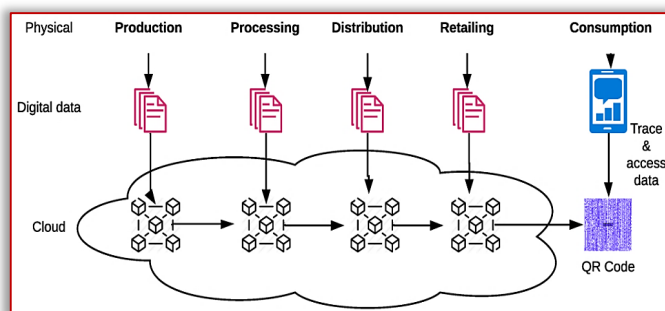 Physical Production Processing Distribution Retailing Consumption
Digital data
Trace
&
access
data
Cloud
QR Code